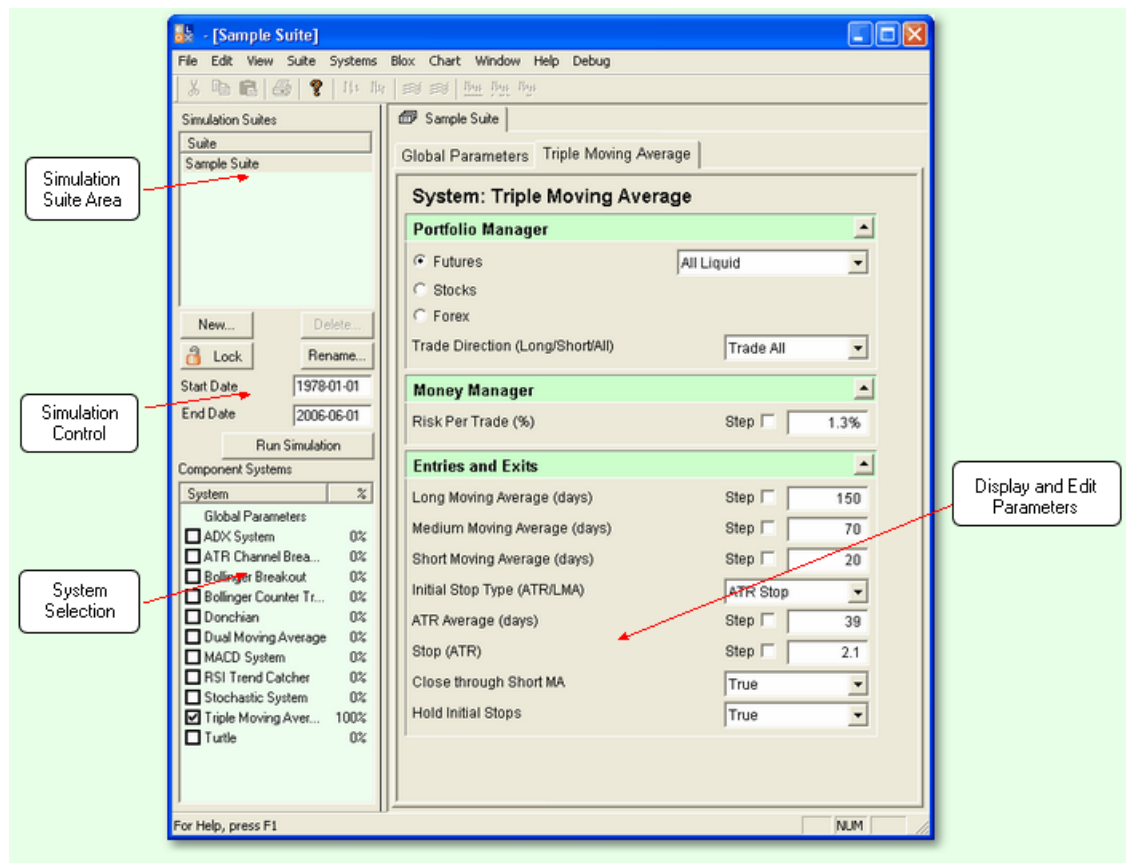 - [Sample Suite]
File Edit View Suite Systems Blox Chart Window Help Debug
Simulation Suites
Suite
Sample Suite
Simulation
Suite Area
New... Delete...
Lock Rename...
Start Date 1978-01-01
End Date 2006-06-01
Run Simulation
Simulation
Control
Component Systems
System %
Global Parameters
ADX System 0%
ATR Channel Brea... 0%
Bollinger Breakout 0%
Bollinger Counter Tr... 0%
Donchian 0%
Dual Moving Average 0%
MACD System 0%
RSI Trend Catcher 0%
Stochastic System 0%
Triple Moving Aver... 100%
Turtle 0%
System
Selection
Sample Suite
Global Parameters Triple Moving Average
System: Triple Moving Average
Portfolio Manager
Futures All Liquid
Stocks
Forex
Trade Direction (Long/Short/All) Trade All
Money Manager
Risk Per Trade (%) Step 1.3%
Entries and Exits
Long Moving Average (days) Step 150
Medium Moving Average (days) Step 70
Short Moving Average (days) Step 20
Initial Stop Type (ATR/LMA) ATR Stop
ATR Average (days) Step 39
Stop (ATR) Step 2.1
Close through Short MA True
Hold Initial Stops True
Display and Edit
Parameters
For Help, press F1 NUM